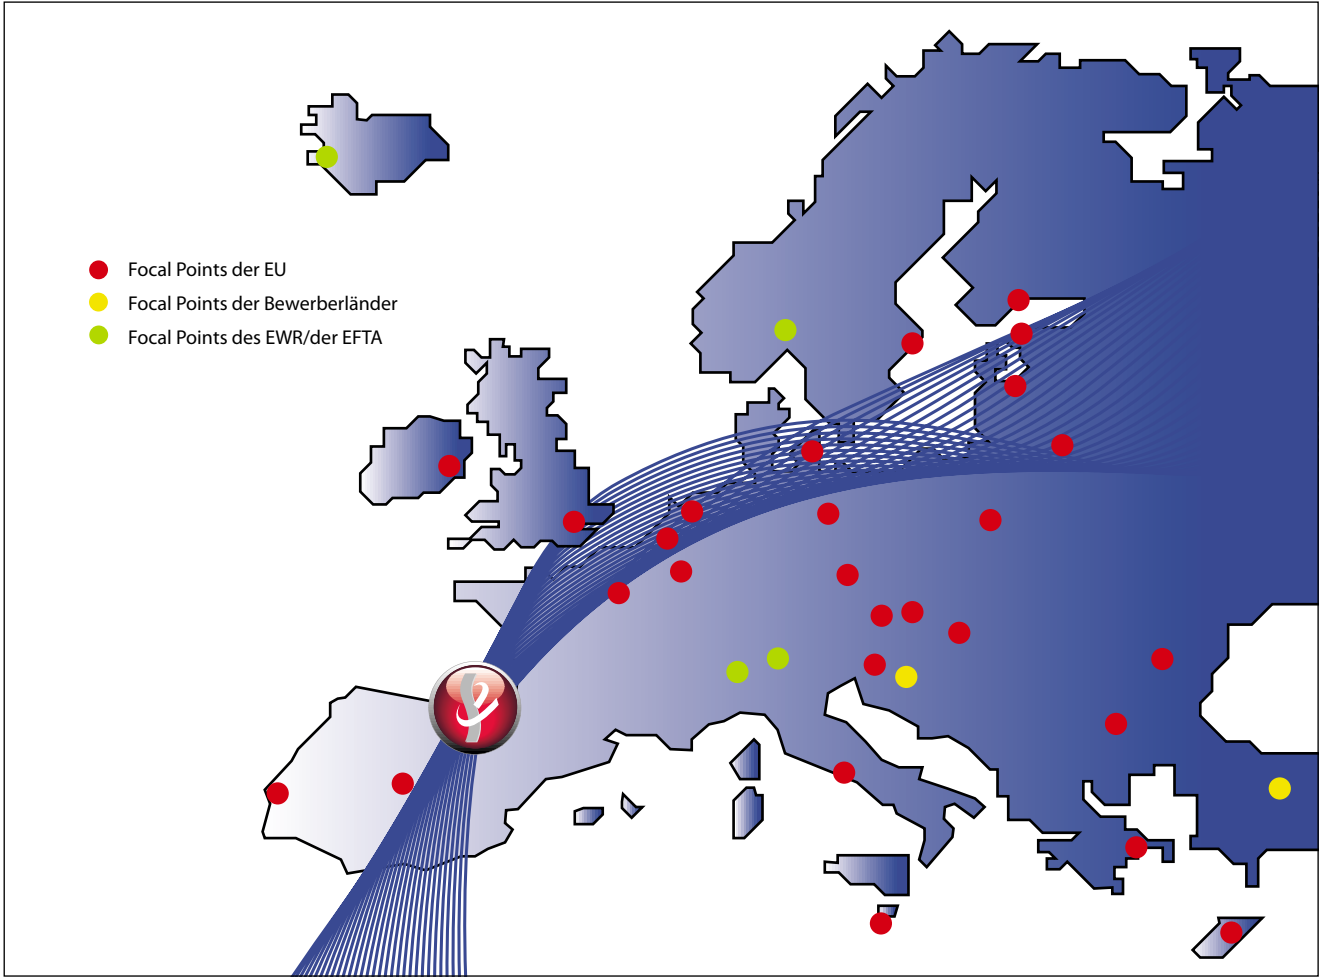 Focal Points der EU
Focal Points der Bewerberländer
Focal Points des EWR/der EFTA